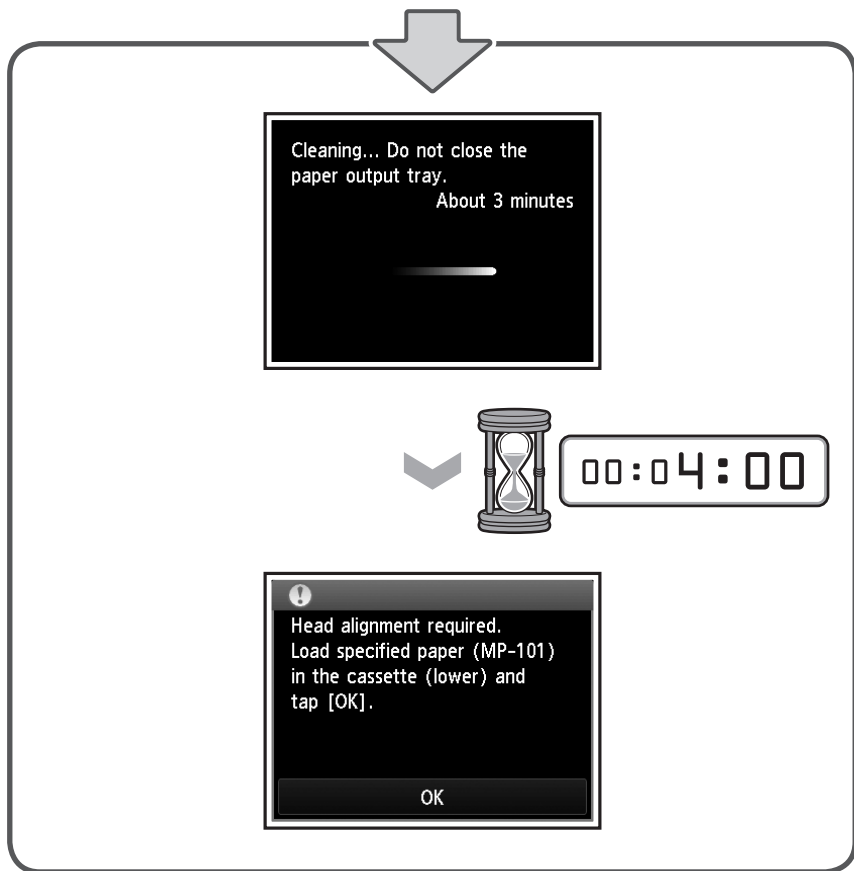 Cleaning... Do not close the
paper output tray.
About 3 minutes
00:04:00
Head alignment required.
Load specified paper (MP-101)
in the cassette (lower) and
tap [OK].
OK